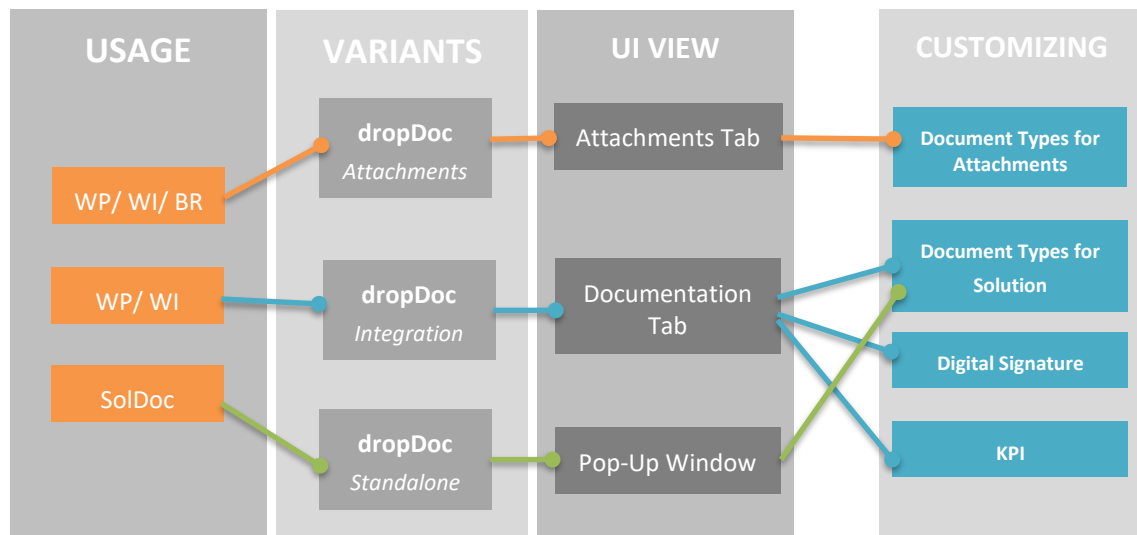 USAGE
VARIANTS
UI VIEW
CUSTOMIZING
WP/ WI/ BR
dropDoc
Attachments
Attachments Tab
Document Types for
Attachments
WP/ WI
dropDoc
Integration
Documentation
Tab
Document Types for
Solution
Digital Signature
KPI
SolDoc
dropDoc
Standalone
Pop-Up Window